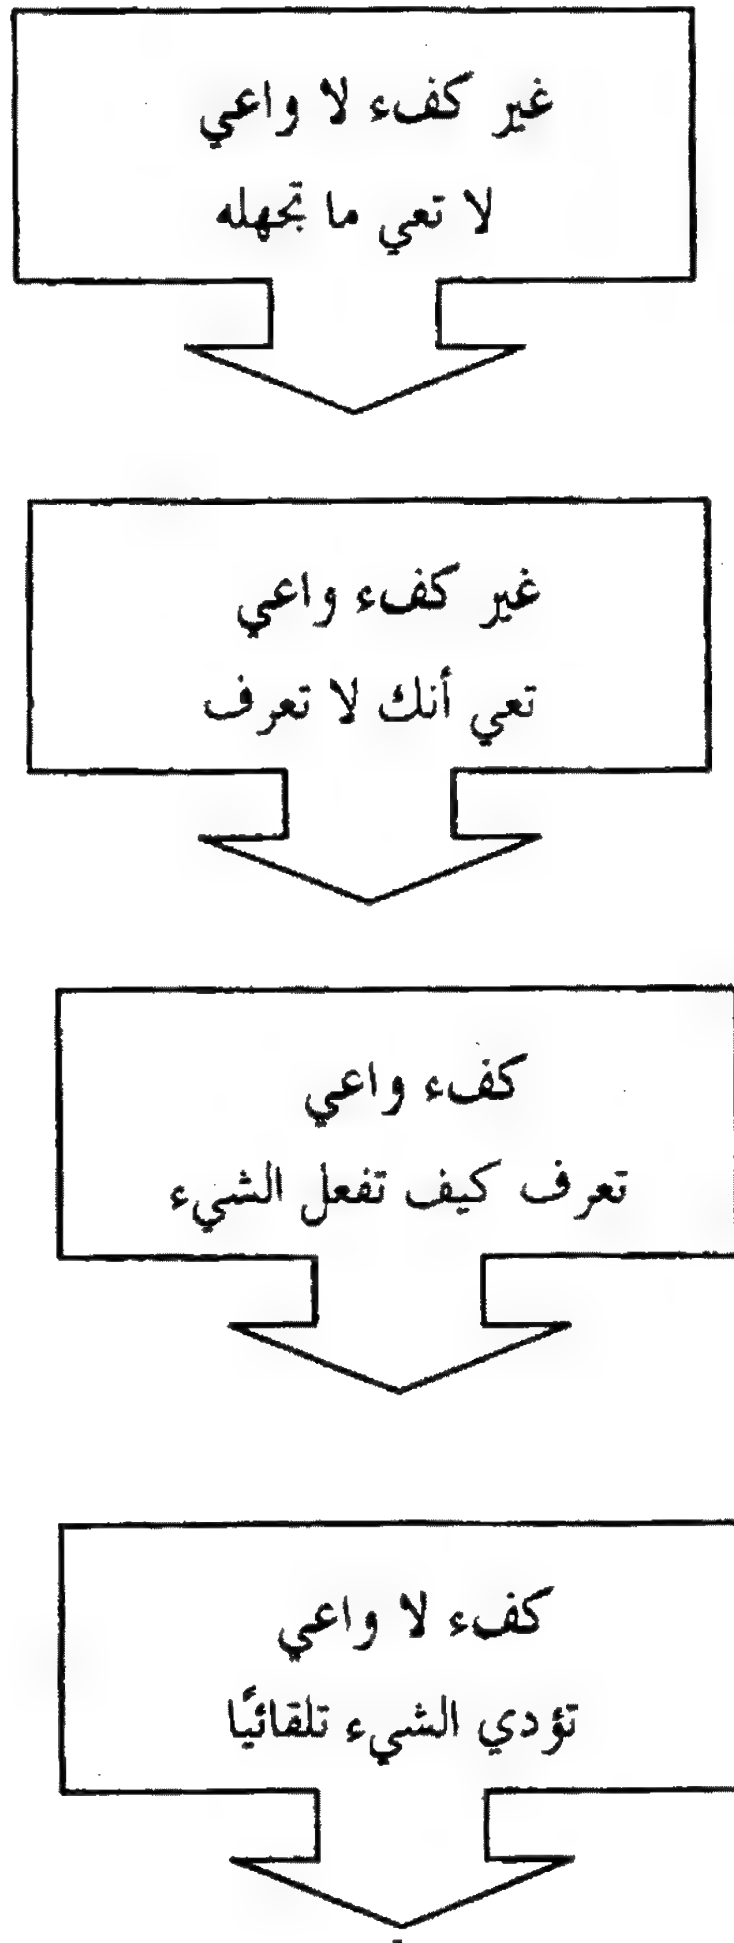 غير كفء لا واعي
لا تعي ما تجهله
غير كفء واعي
تعي أنك لا تعرف
كفء واعي
تعرف كيف تفعل الشيء
كفء لا واعي
تؤدي الشيء تلقائيًا